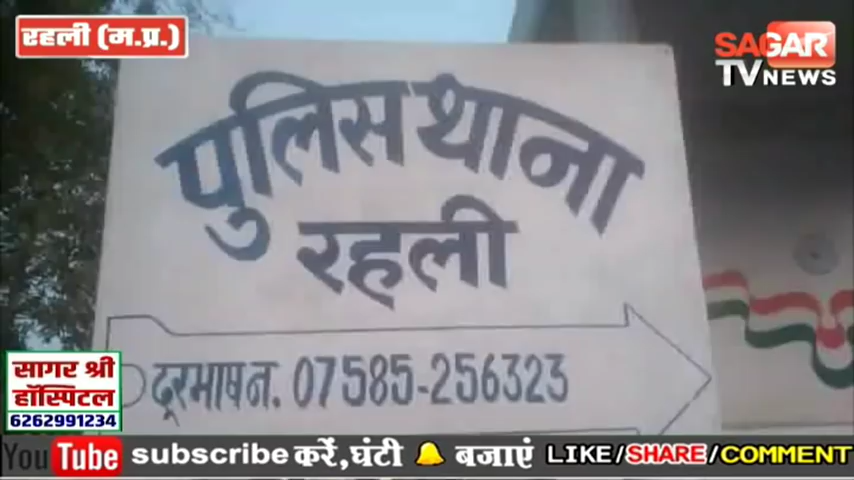 रहली (म.प्र.)
SAGAR
TV NEWS
पुलिस थाना
रहली
दूरभाष न. 07585-256323
सागर श्री
हॉस्पिटल
6262991234
YouTube subscribe करें,घंटी 🔔 बजाएं LIKE/SHARE/COMMENT